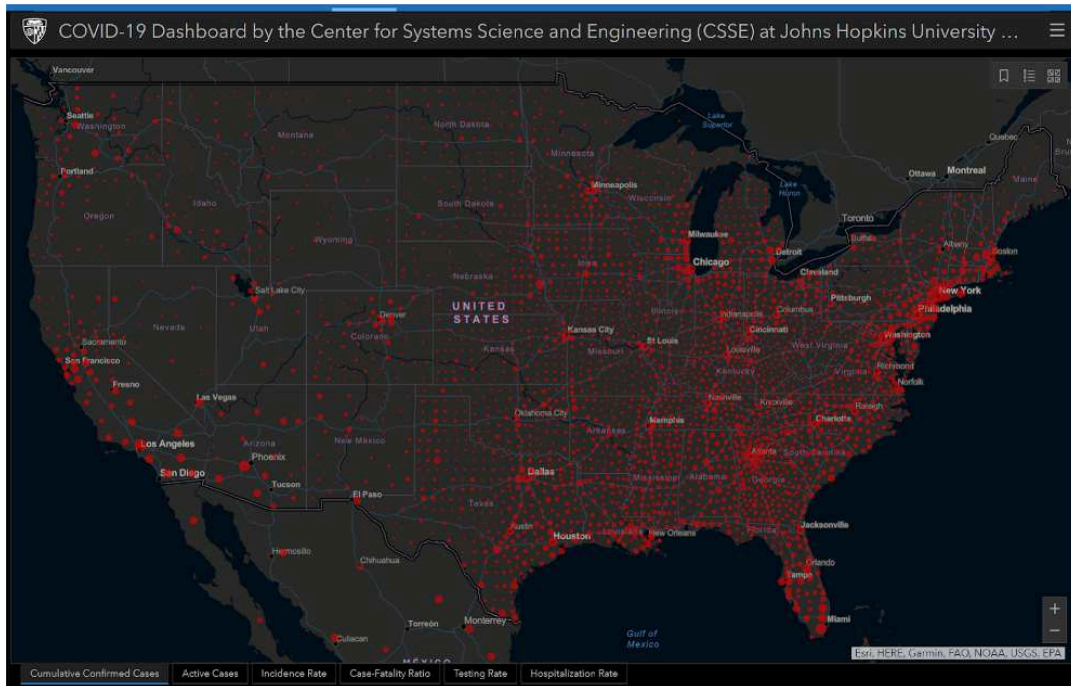 COVID-19 Dashboard by the Center for Systems Science and Engineering (CSSE) at Johns Hopkins University ...
Vancouver
Seattle
Washington
Montana
North Dakota
Lake
Superior
Quebec
Minnesota
Ottawa
Montreal
Maine
Portland
Minneapolis
Lake
Huron
Wisconsin
Oregon
Idaho
South Dakota
Toronto
Wyoming
Milwaukee
Buffalo
Albany
Boston
Detroit
Chicago
Iowa
Cleveland
Nebraska
Salt Lake City
New York
Pittsburgh
UNITED
STATES
Illinois
Indianapolis
Columbus
Philadelphia
Denver
Nevada
Utah
Colorado
Kansas City
Cincinnati
Washington
Sacramento
Kansas
Missouri
St Louis
West Virginia
San Francisco
Louisville
Richmond
Kentucky
Virginia
Norfolk
Fresno
Las Vegas
Nashville
Knoxville
Raleigh
Oklahoma City
Memphis
Charlotte
Arkansas
Los Angeles
Arizona
New Mexico
Phoenix
Atlanta
South Carolina
San Diego
Dallas
Mississippi
Alabama
Georgia
Tucson
El Paso
Texas
Austin
Louisiana
New Orleans
Florida
Jacksonville
Houston
Hermosillo
Chihuahua
Orlando
Tampa
Torreón
Monterrey
Miami
Culiacan
Gulf of
Mexico
MÉXICO
+
−
Esri, HERE, Garmin, FAO, NOAA, USGS, EPA
Cumulative Confirmed Cases
Active Cases
Incidence Rate
Case-Fatality Ratio
Testing Rate
Hospitalization Rate